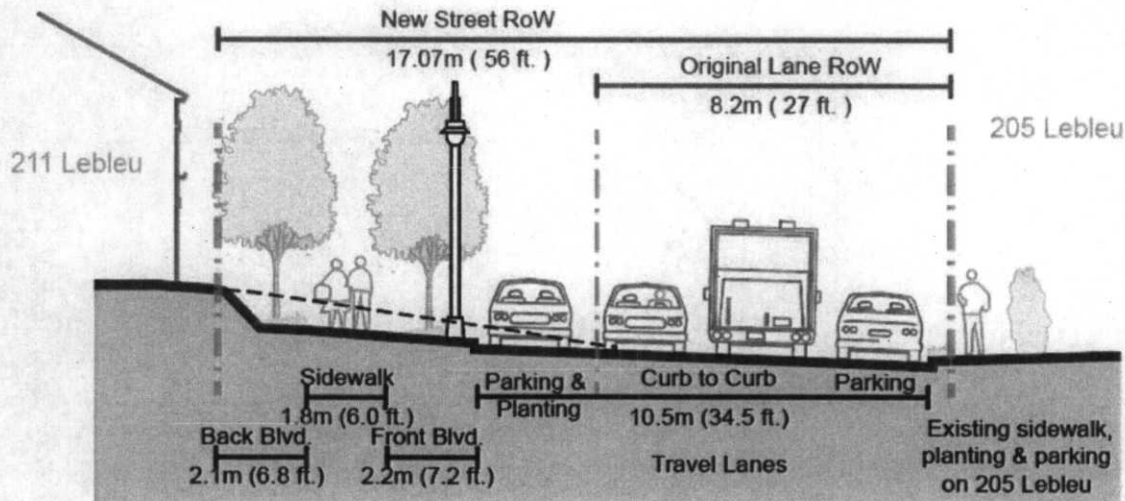 New Street RoW
17.07m ( 56 ft. )
Original Lane RoW
8.2m ( 27 ft. )
211 Lebleu
205 Lebleu
Sidewalk
1.8m (6.0 ft.)
Parking &
Planting
Curb to Curb
10.5m (34.5 ft.)
Parking
Back Blvd.
2.1m (6.8 ft.)
Front Blvd.
2.2m (7.2 ft.)
Travel Lanes
Existing sidewalk,
planting & parking
on 205 Lebleu